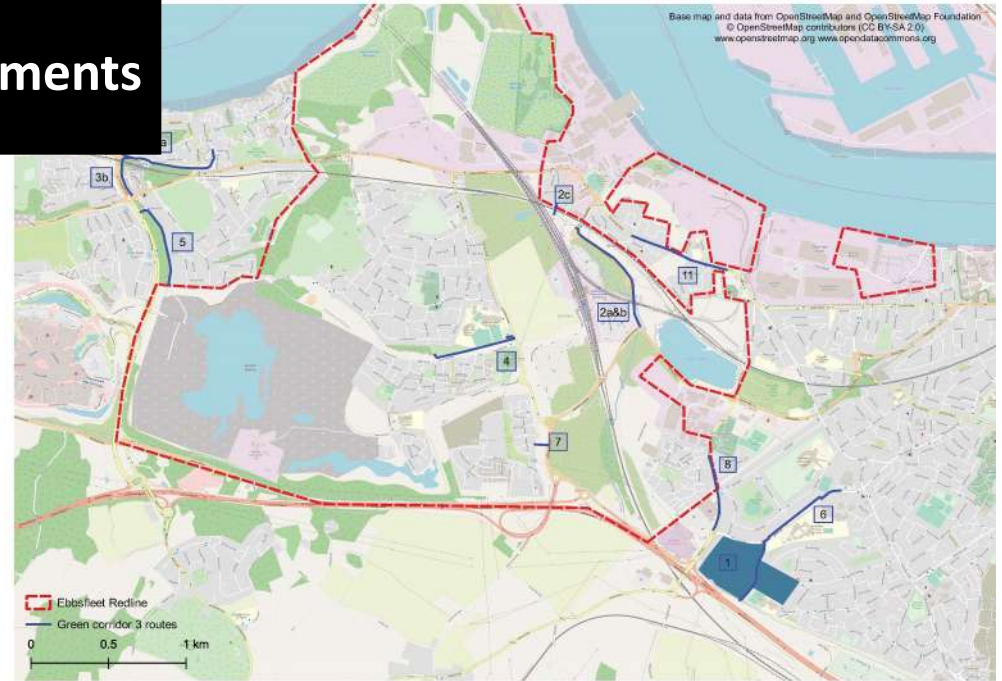 ments
Base map and data from OpenStreetMap and OpenStreetMap Foundation
© OpenStreetMap contributors (CC BY-SA 2.0)
www.openstreetmap.org www.opendatacommons.org
a
3b
2c
5
11
2a&b
4
7
8
6
1
Ebbsfleet Redline
Green corridor 3 routes
0 0.5 1 km